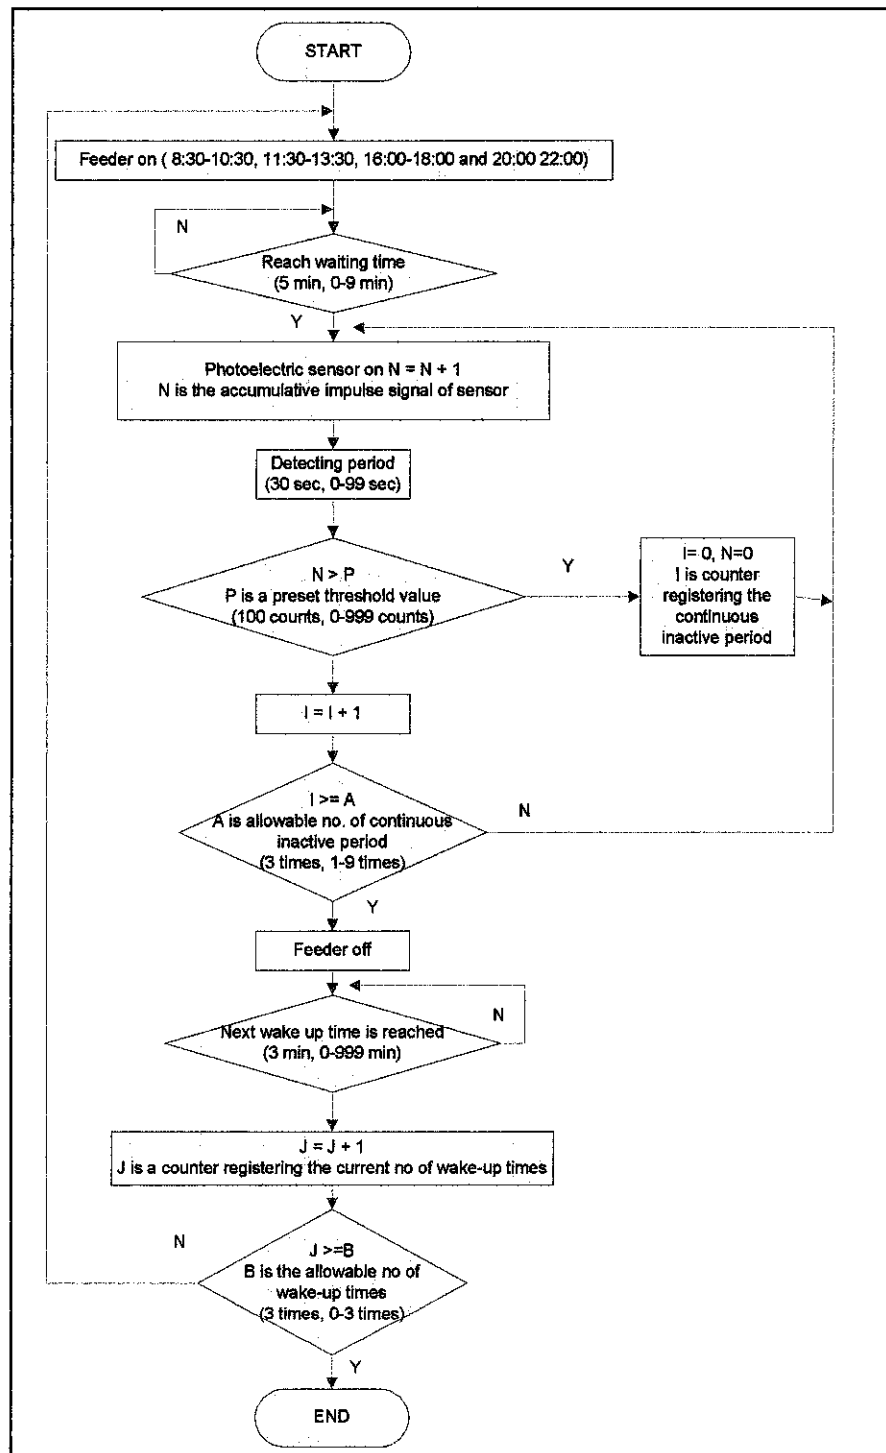 START
Feeder on ( 8:30-10:30, 11:30-13:30, 16:00-18:00 and 20:00 22:00)
N
Reach waiting time
(5 min, 0-9 min)
Y
Photoelectric sensor on N = N + 1
N is the accumulative impulse signal of sensor
Detecting period
(30 sec, 0-99 sec)
N > P
P is a preset threshold value
(100 counts, 0-999 counts)
Y
I= 0, N=0
I is counter
registering the
continuous
inactive period
I = I + 1
I >= A
A is allowable no. of continuous
inactive period
(3 times, 1-9 times)
N
Y
Feeder off
N
Next wake up time is reached
(3 min, 0-999 min)
J = J + 1
J is a counter registering the current no of wake-up times
N
J >=B
B is the allowable no of
wake-up times
(3 times, 0-3 times)
Y
END